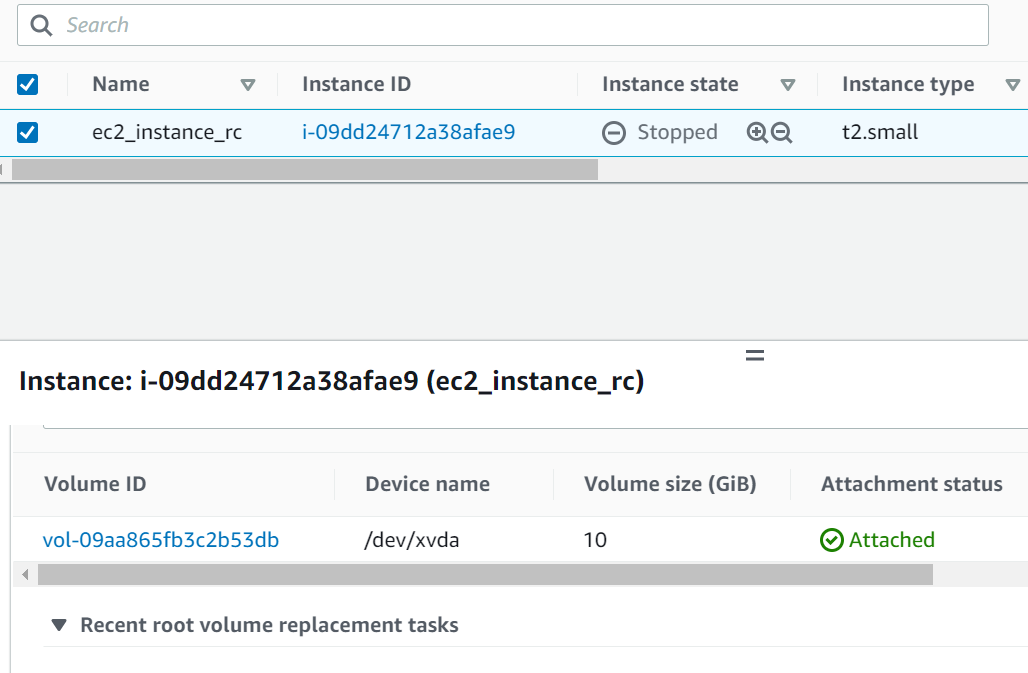 Search
Name Instance ID Instance state Instance type
ec2_instance_rc i-09dd24712a38afae9 Stopped t2.small
Instance: i-09dd24712a38afae9 (ec2_instance_rc)
Volume ID Device name Volume size (GiB) Attachment status
vol-09aa865fb3c2b53db /dev/xvda 10 Attached
Recent root volume replacement tasks